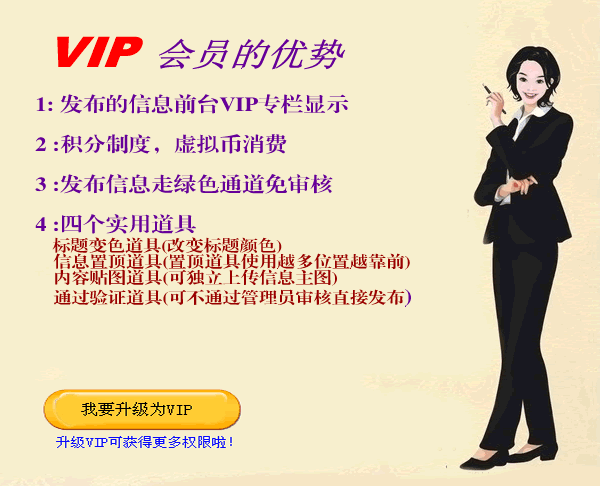 VIP 会员的优势
1: 发布的信息前台VIP专栏显示
2 :积分制度，虚拟币消费
3 :发布信息走绿色通道免审核
4 :四个实用道具
标题变色道具(改变标题颜色)
信息置顶道具(置顶道具使用越多位置越靠前)
内容贴图道具(可独立上传信息主图)
通过验证道具(可不通过管理员审核直接发布)
我要升级为VIP
升级VIP可获得更多权限啦!